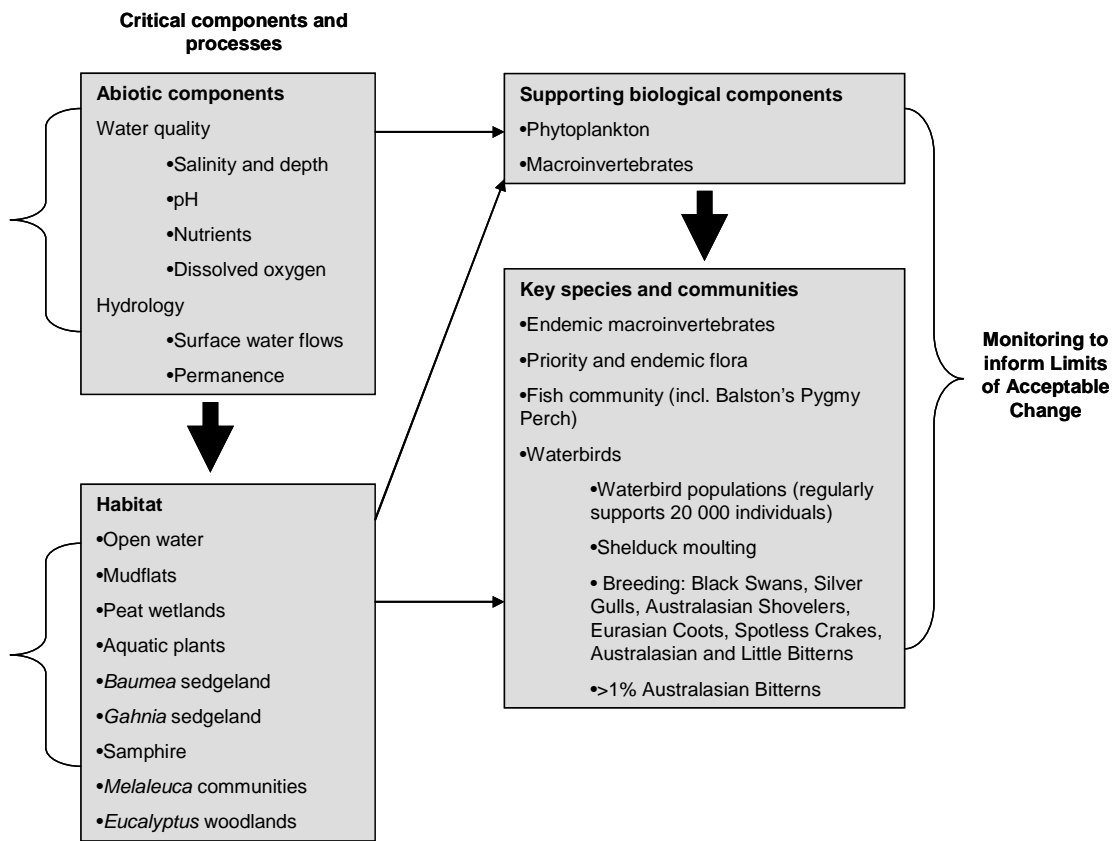 Critical components and
processes
Abiotic components
Water quality
•Salinity and depth
•pH
•Nutrients
•Dissolved oxygen
Hydrology
•Surface water flows
•Permanence
Habitat
•Open water
•Mudflats
•Peat wetlands
•Aquatic plants
•Baumea sedgeland
•Gahnia sedgeland
•Samphire
•Melaleuca communities
•Eucalyptus woodlands
Supporting biological components
•Phytoplankton
•Macroinvertebrates
Key species and communities
•Endemic macroinvertebrates
•Priority and endemic flora
•Fish community (incl. Balston’s Pygmy
Perch)
•Waterbirds
•Waterbird populations (regularly
supports 20 000 individuals)
•Shelduck moulting
• Breeding: Black Swans, Silver
Gulls, Australasian Shovelers,
Eurasian Coots, Spotless Crakes,
Australasian and Little Bitterns
•>1% Australasian Bitterns
Monitoring to
inform Limits
of Acceptable
Change